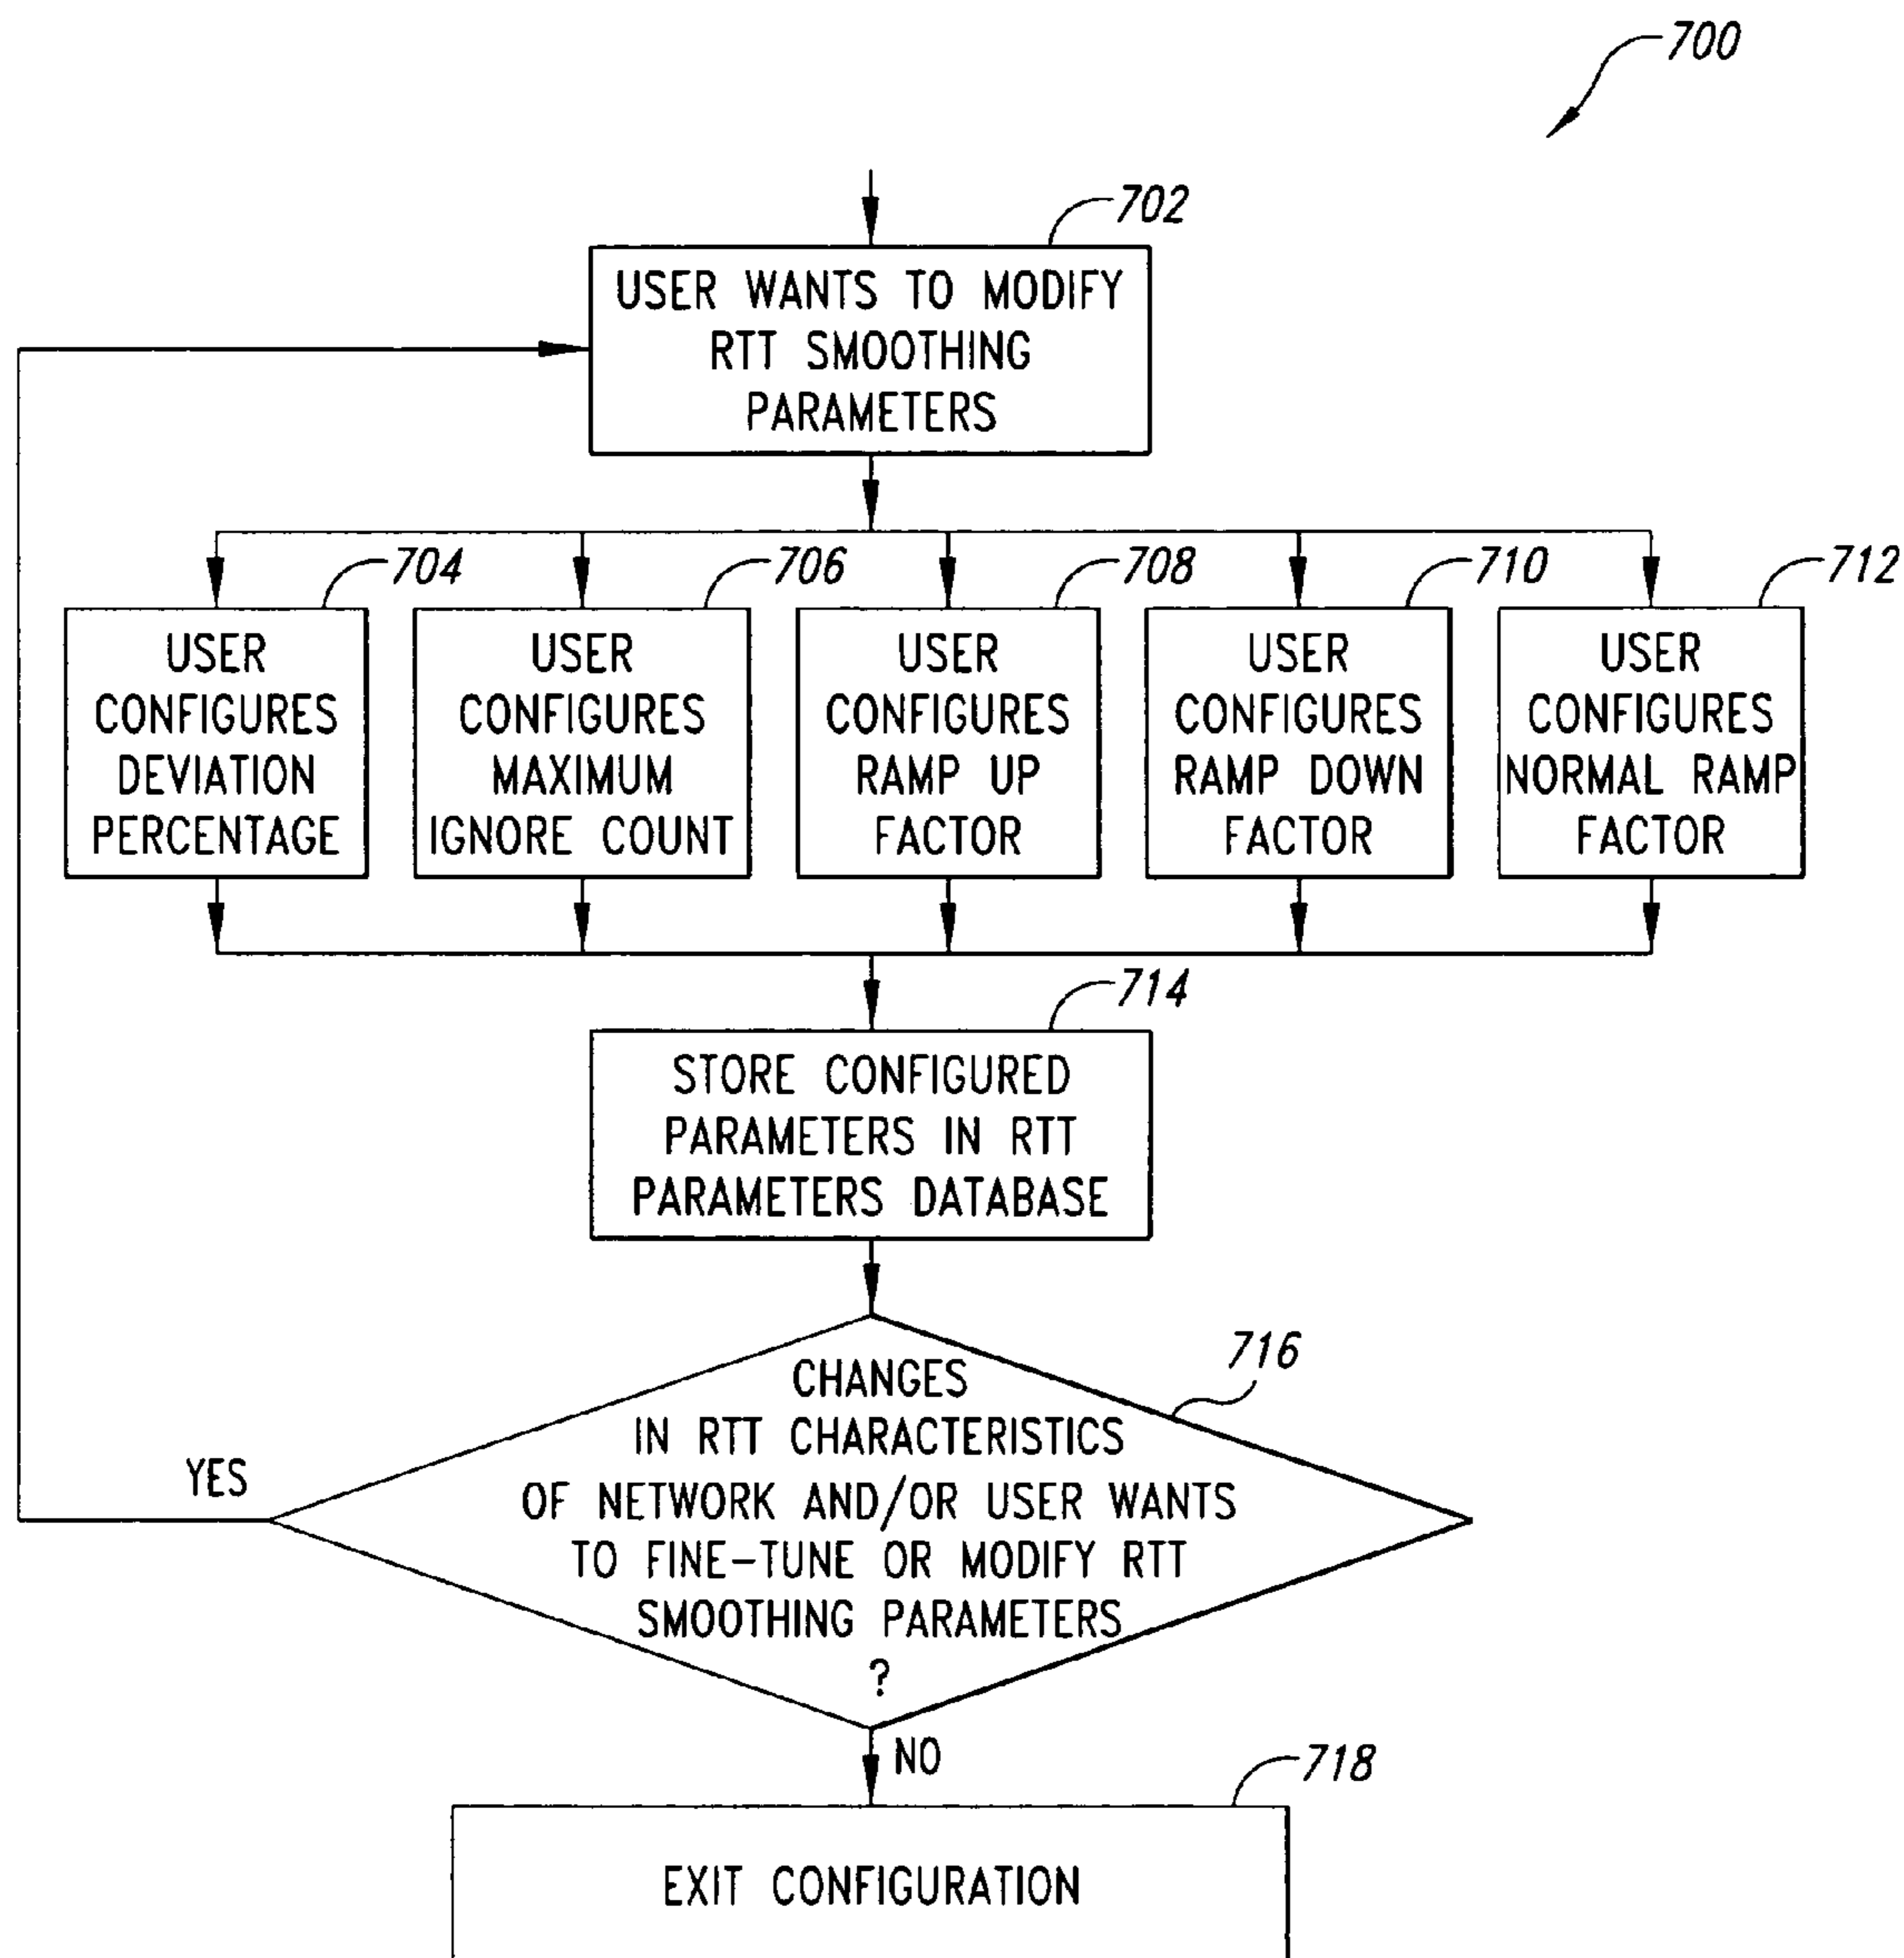 700
702
USER WANTS TO MODIFY
RTT SMOOTHING
PARAMETERS
704
706
708
710
712
USER
CONFIGURES
DEVIATION
PERCENTAGE
USER
CONFIGURES
MAXIMUM
IGNORE COUNT
USER
CONFIGURES
RAMP UP
FACTOR
USER
CONFIGURES
RAMP DOWN
FACTOR
USER
CONFIGURES
NORMAL RAMP
FACTOR
714
STORE CONFIGURED
PARAMETERS IN RTT
PARAMETERS DATABASE
716
CHANGES
IN RTT CHARACTERISTICS
OF NETWORK AND/OR USER WANTS
TO FINE-TUNE OR MODIFY RTT
SMOOTHING PARAMETERS
?
YES
NO
718
EXIT CONFIGURATION